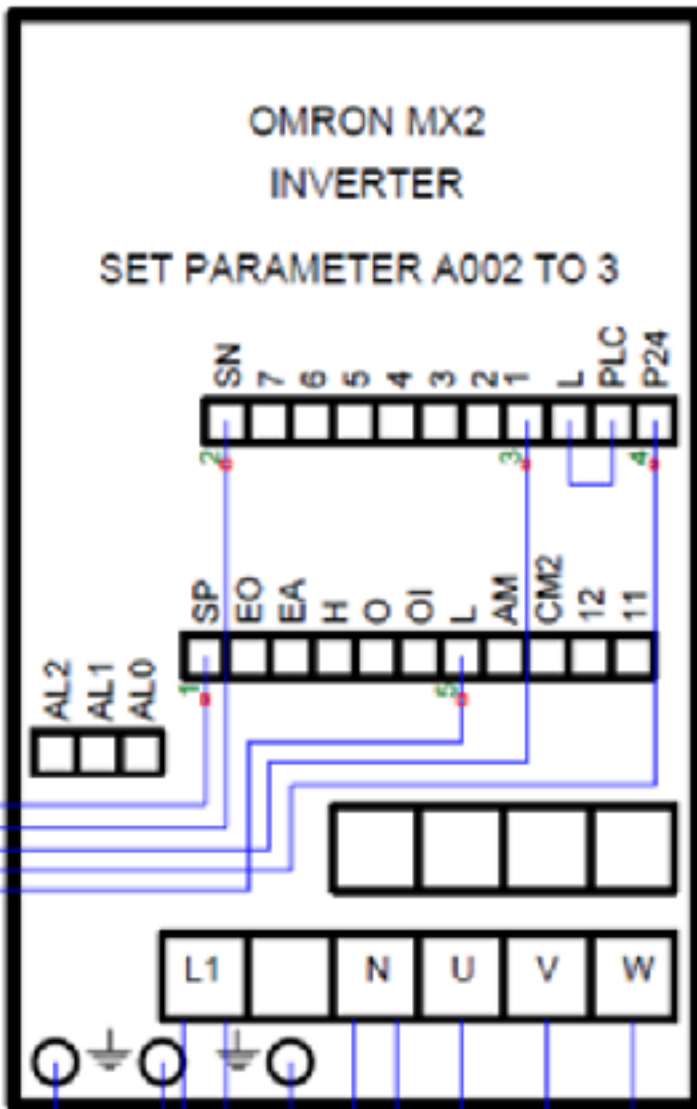 OMRON MX2
INVERTER
SET PARAMETER A002 TO 3
SN 7 6 5 4 3 2 1 L PLC P24
2 3 4
SP EO EA H O OI L AM CM2 12 11
1 5
AL2 AL1 AL0
L1 N U V W